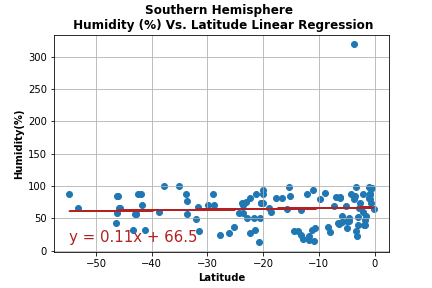 Southern Hemisphere
Humidity (%) Vs. Latitude Linear Regression
Humidity(%)
300
250
200
150
100
50
0
y = 0.11x + 66.5
−50
−40
−30
−20
−10
0
Latitude